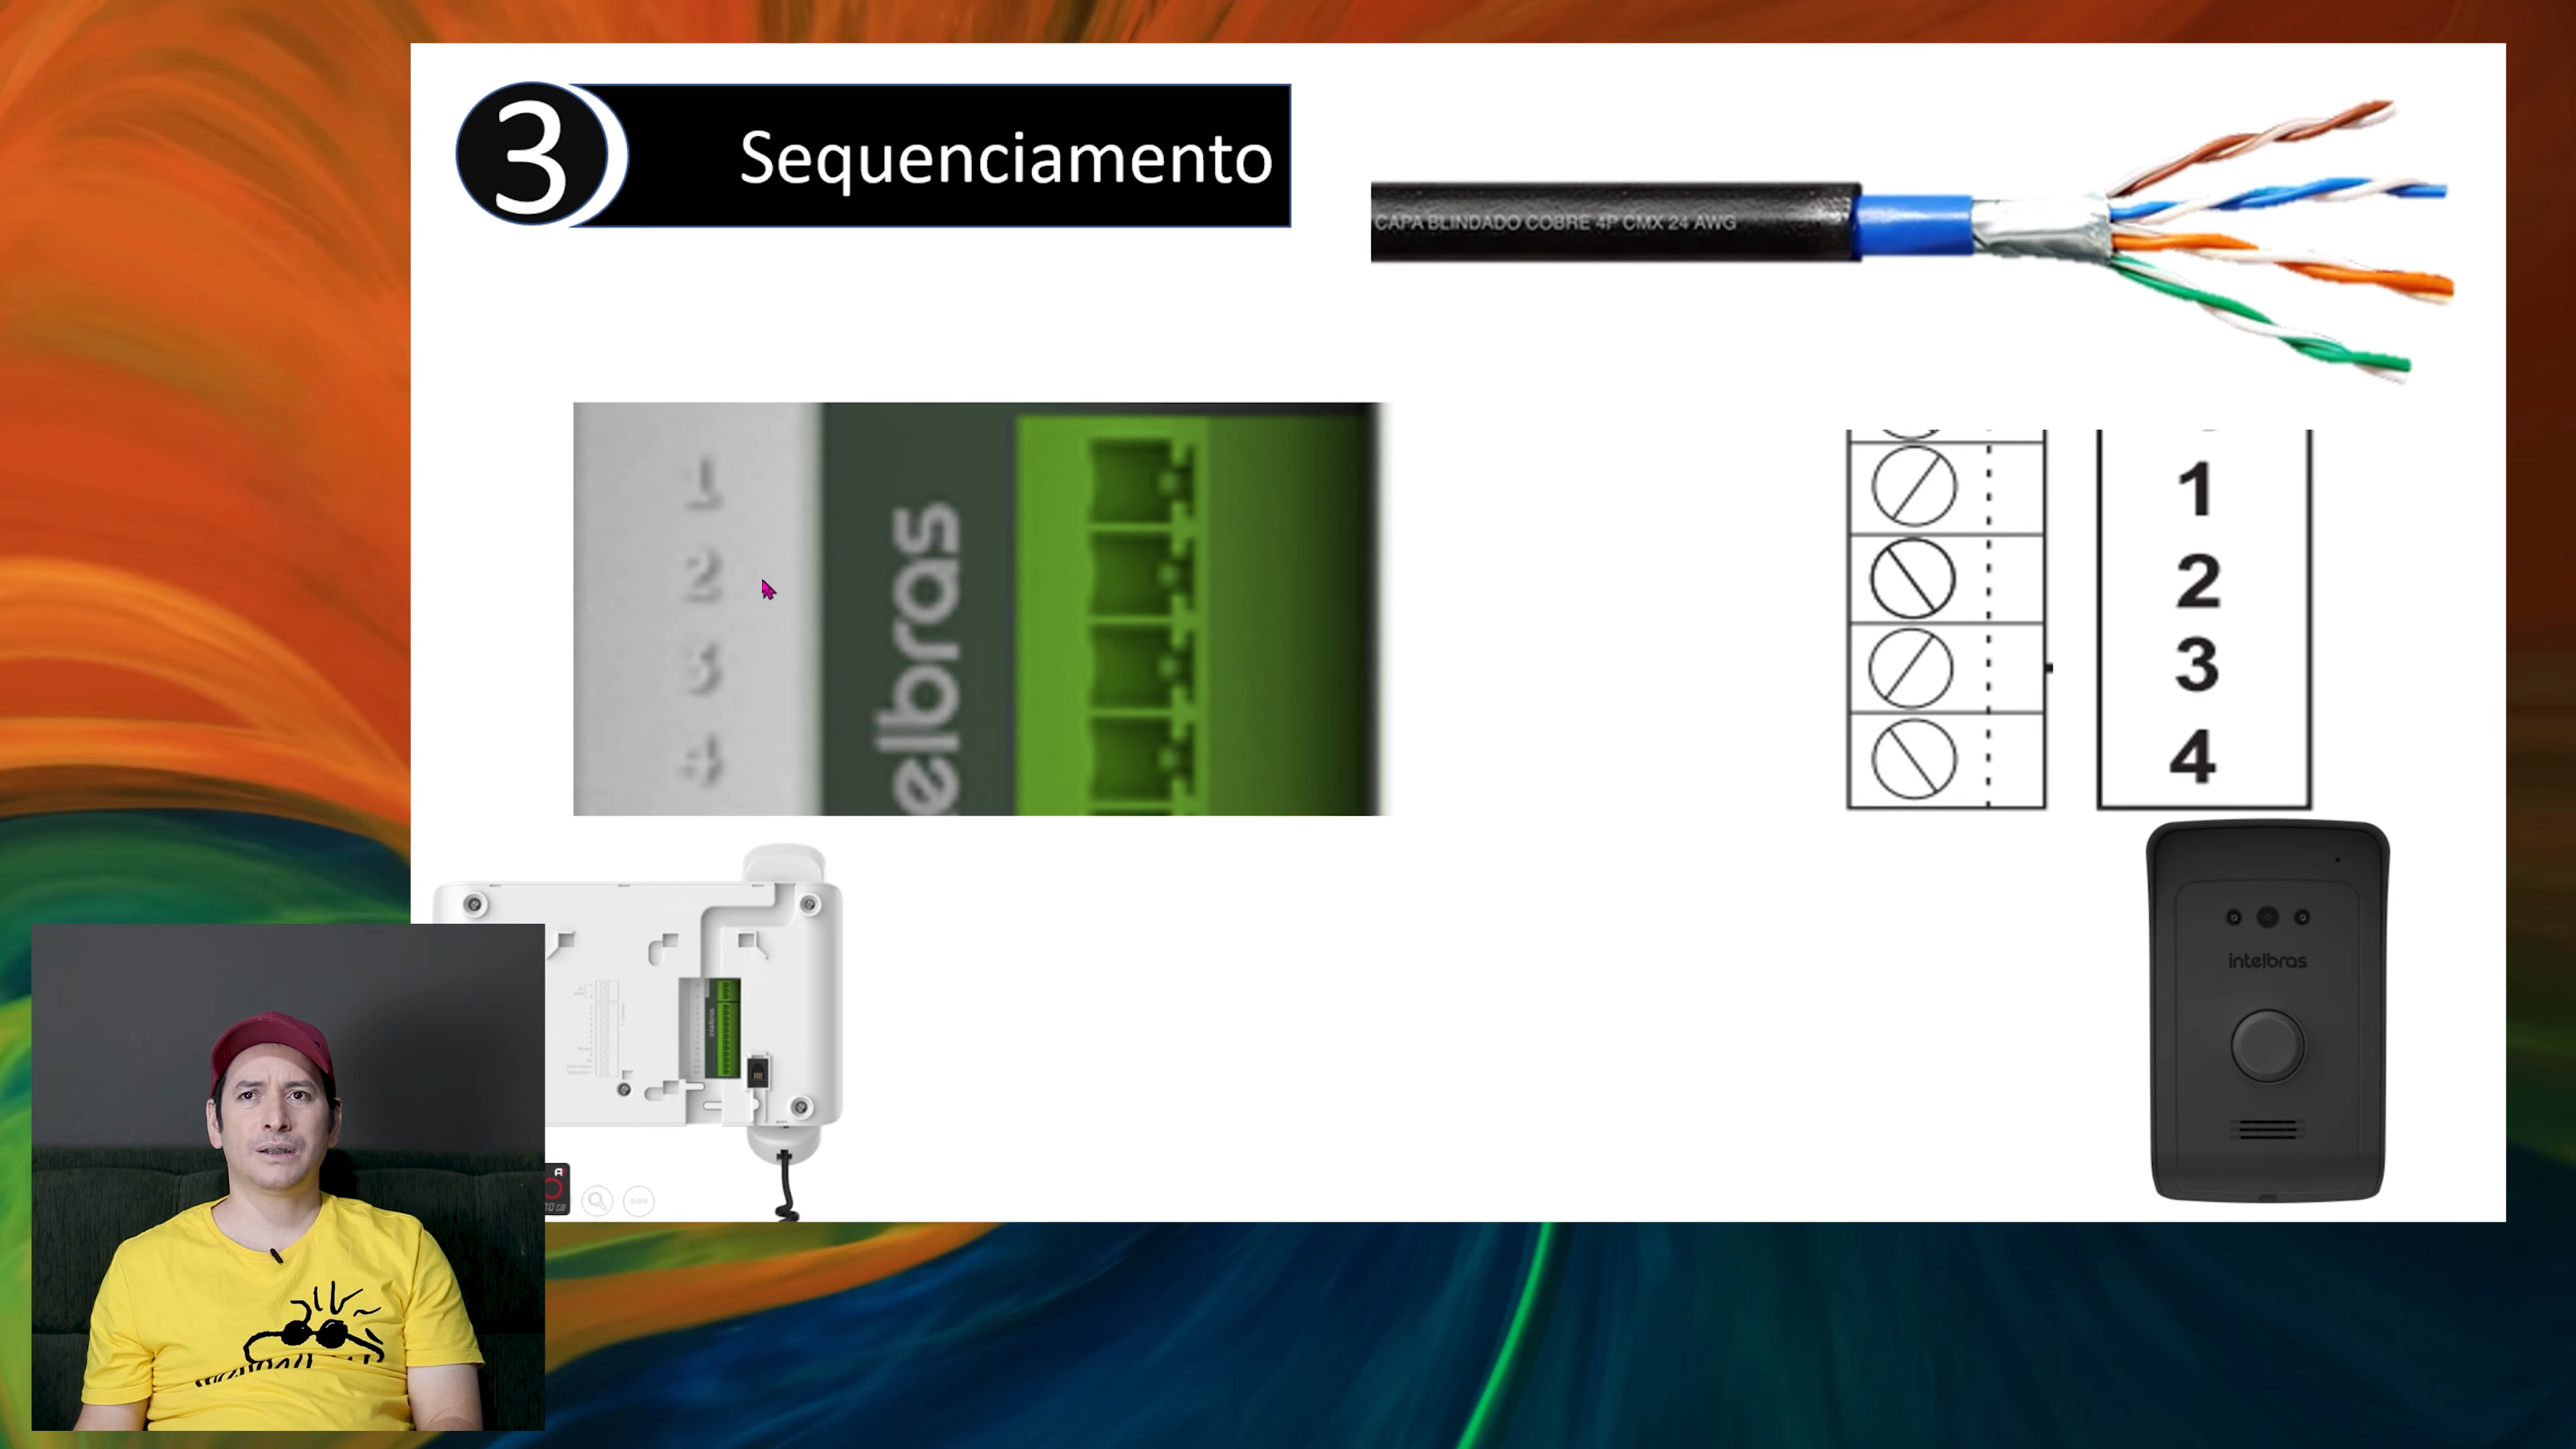 3
Sequenciamento
CAPA BLINDADO COBRE 4P CMX 24 AWG
1
2
3
4
elbras
1
2
3
4
intelbras
intelbras